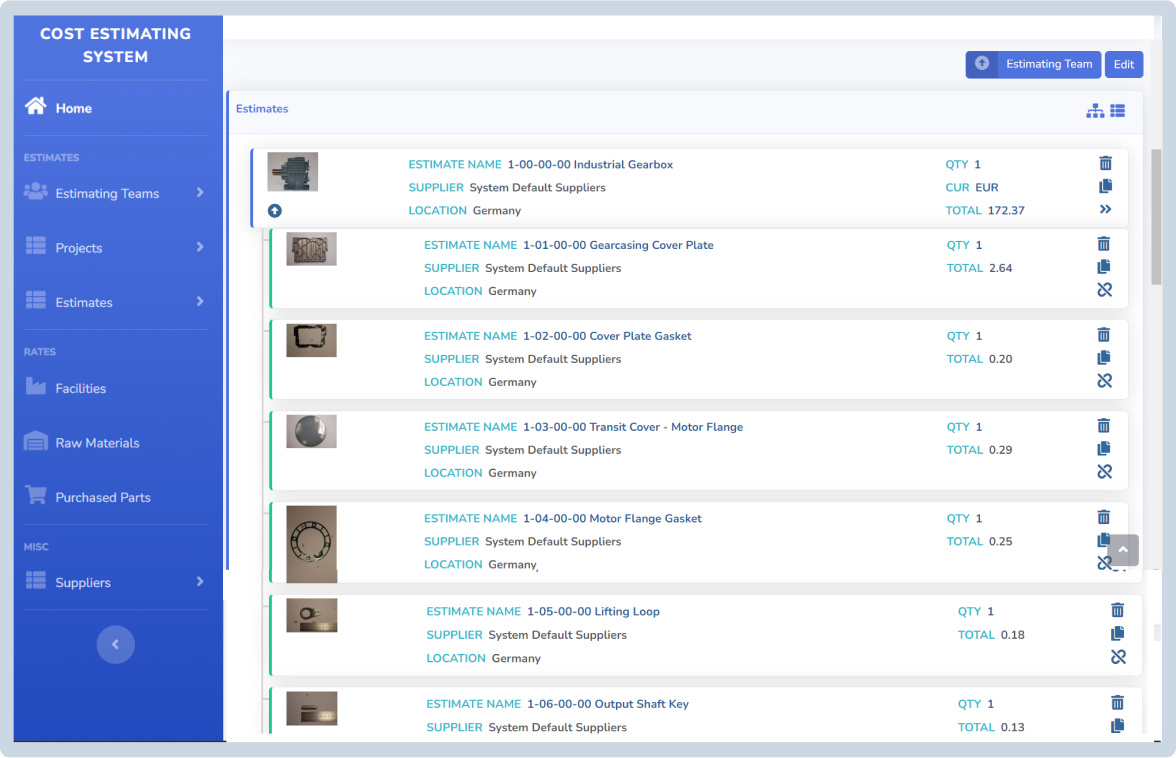 COST ESTIMATING
SYSTEM
Home
ESTIMATES
Estimating Teams
Projects
Estimates
RATES
Facilities
Raw Materials
Purchased Parts
MISC
Suppliers
Estimating Team
Edit
Estimates
ESTIMATE NAME 1-00-00-00 Industrial Gearbox
QTY 1
SUPPLIER System Default Suppliers
CUR EUR
LOCATION Germany
TOTAL 172.37
ESTIMATE NAME 1-01-00-00 Gearcasing Cover Plate
QTY 1
SUPPLIER System Default Suppliers
TOTAL 2.64
LOCATION Germany
ESTIMATE NAME 1-02-00-00 Cover Plate Gasket
QTY 1
SUPPLIER System Default Suppliers
TOTAL 0.20
LOCATION Germany
ESTIMATE NAME 1-03-00-00 Transit Cover - Motor Flange
QTY 1
SUPPLIER System Default Suppliers
TOTAL 0.29
LOCATION Germany
ESTIMATE NAME 1-04-00-00 Motor Flange Gasket
QTY 1
SUPPLIER System Default Suppliers
TOTAL 0.25
LOCATION Germany
ESTIMATE NAME 1-05-00-00 Lifting Loop
QTY 1
SUPPLIER System Default Suppliers
TOTAL 0.18
LOCATION Germany
ESTIMATE NAME 1-06-00-00 Output Shaft Key
QTY 1
SUPPLIER System Default Suppliers
TOTAL 0.13